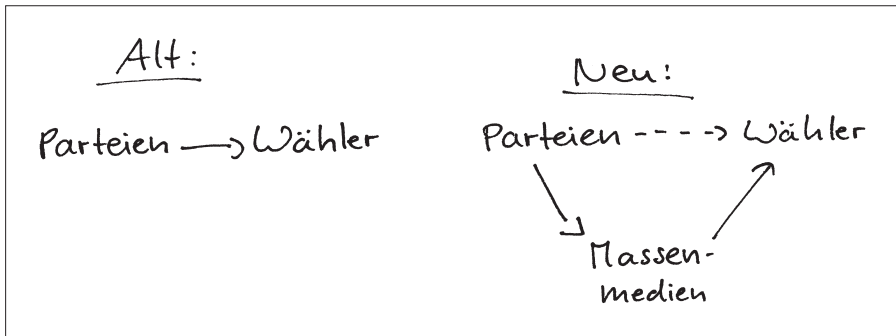 Alt:
Parteien → Wähler
Neu:
Parteien ----> Wähler
Massen-
medien